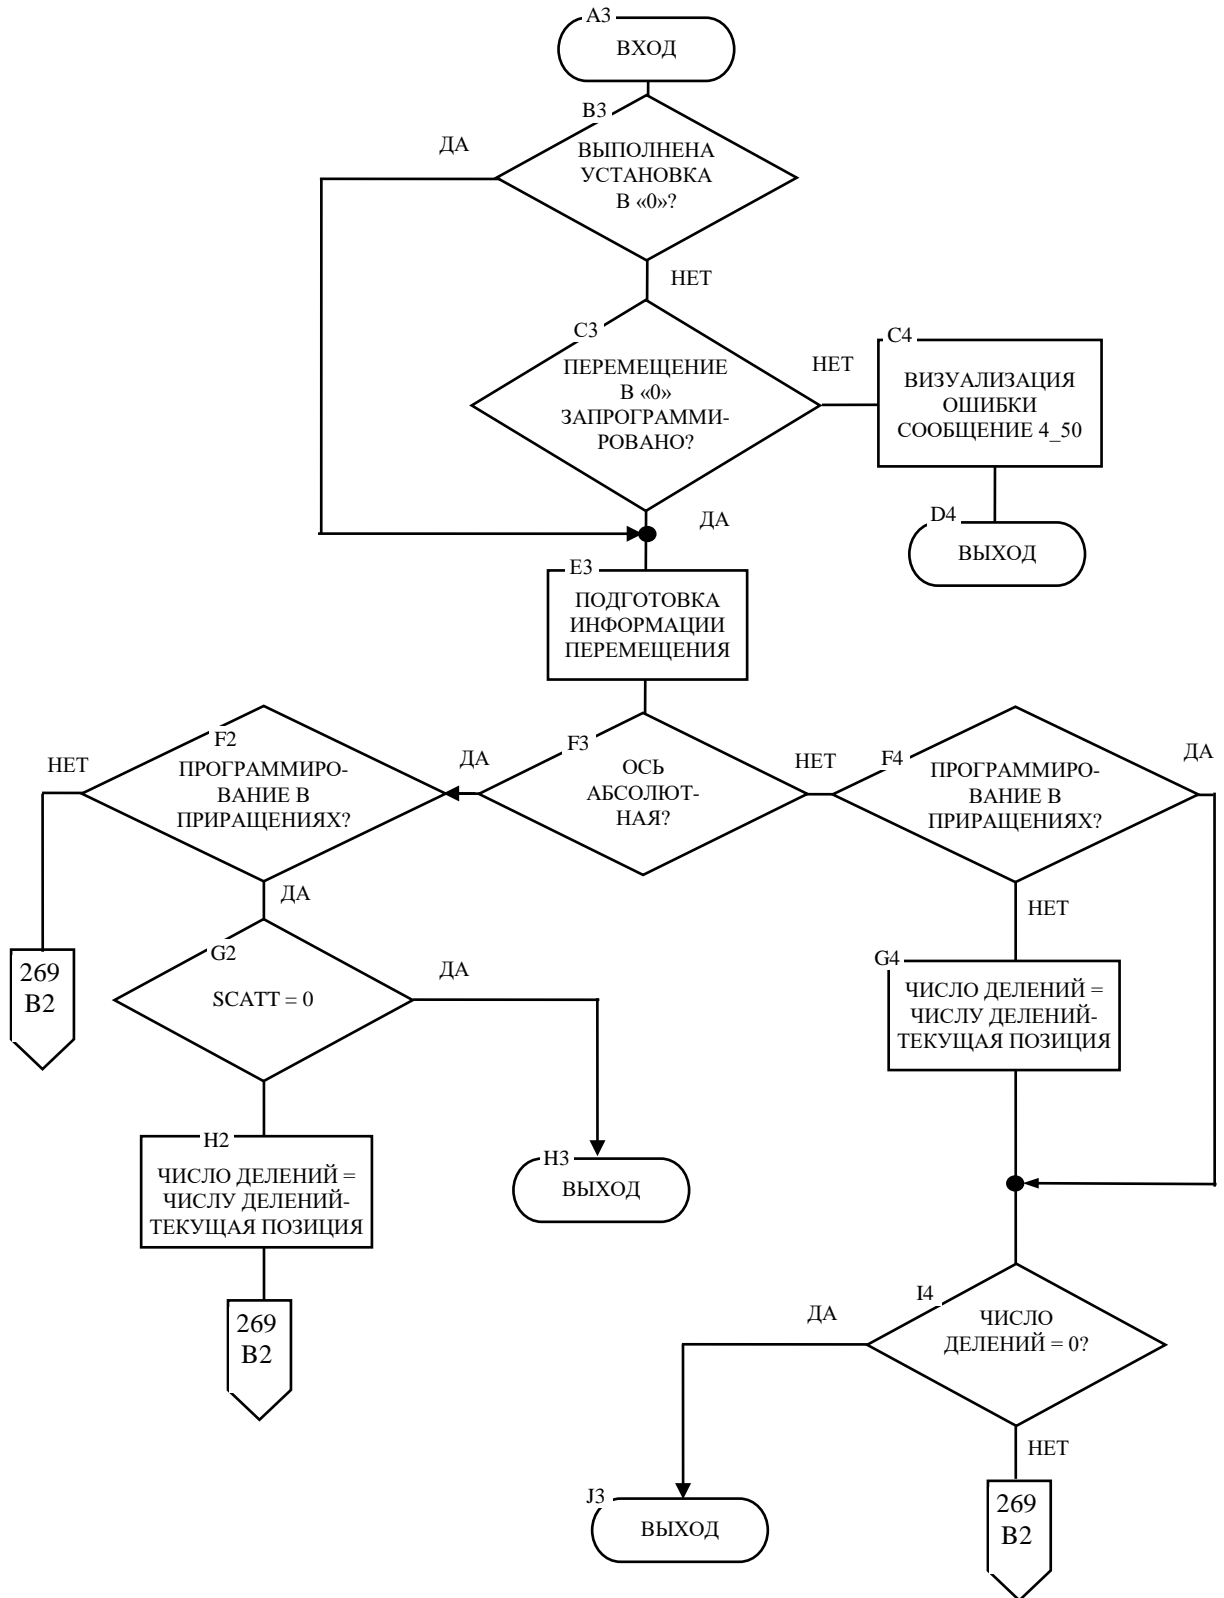 A3
ВХОД
B3
ДА
ВЫПОЛНЕНА
УСТАНОВКА
В «0»?
НЕТ
C3
ПЕРЕМЕЩЕНИЕ
В «0»
ЗАПРОГРАММИ-
РОВАНО?
НЕТ
C4
ВИЗУАЛИЗАЦИЯ
ОШИБКИ
СООБЩЕНИЕ 4_50
ДА
D4
ВЫХОД
E3
ПОДГОТОВКА
ИНФОРМАЦИИ
ПЕРЕМЕЩЕНИЯ
F2
НЕТ
ПРОГРАММИРО-
ВАНИЕ В
ПРИРАЩЕНИЯХ?
ДА
F3
ОСЬ
АБСОЛЮТ-
НАЯ?
НЕТ
F4
ПРОГРАММИРО-
ВАНИЕ В
ПРИРАЩЕНИЯХ?
ДА
ДА
НЕТ
269
B2
G2
SCATT = 0
ДА
G4
ЧИСЛО ДЕЛЕНИЙ =
ЧИСЛУ ДЕЛЕНИЙ-
ТЕКУЩАЯ ПОЗИЦИЯ
H2
ЧИСЛО ДЕЛЕНИЙ =
ЧИСЛУ ДЕЛЕНИЙ-
ТЕКУЩАЯ ПОЗИЦИЯ
H3
ВЫХОД
269
B2
I4
ДА
ЧИСЛО
ДЕЛЕНИЙ = 0?
НЕТ
J3
ВЫХОД
269
B2